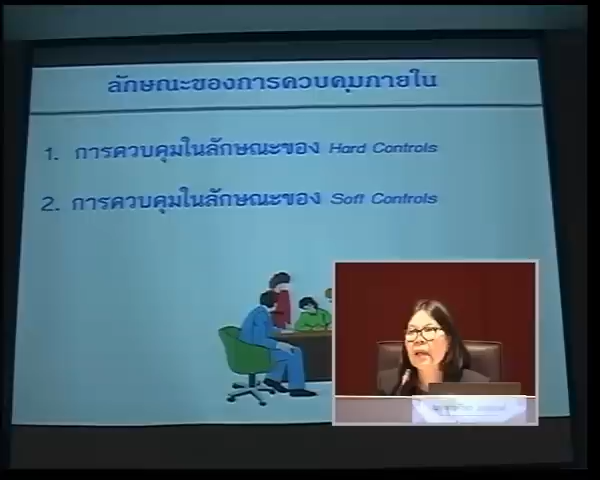 ลักษณะของการควบคุมภายใน
1. การควบคุมในลักษณะของ Hard Controls
2. การควบคุมในลักษณะของ Soft Controls